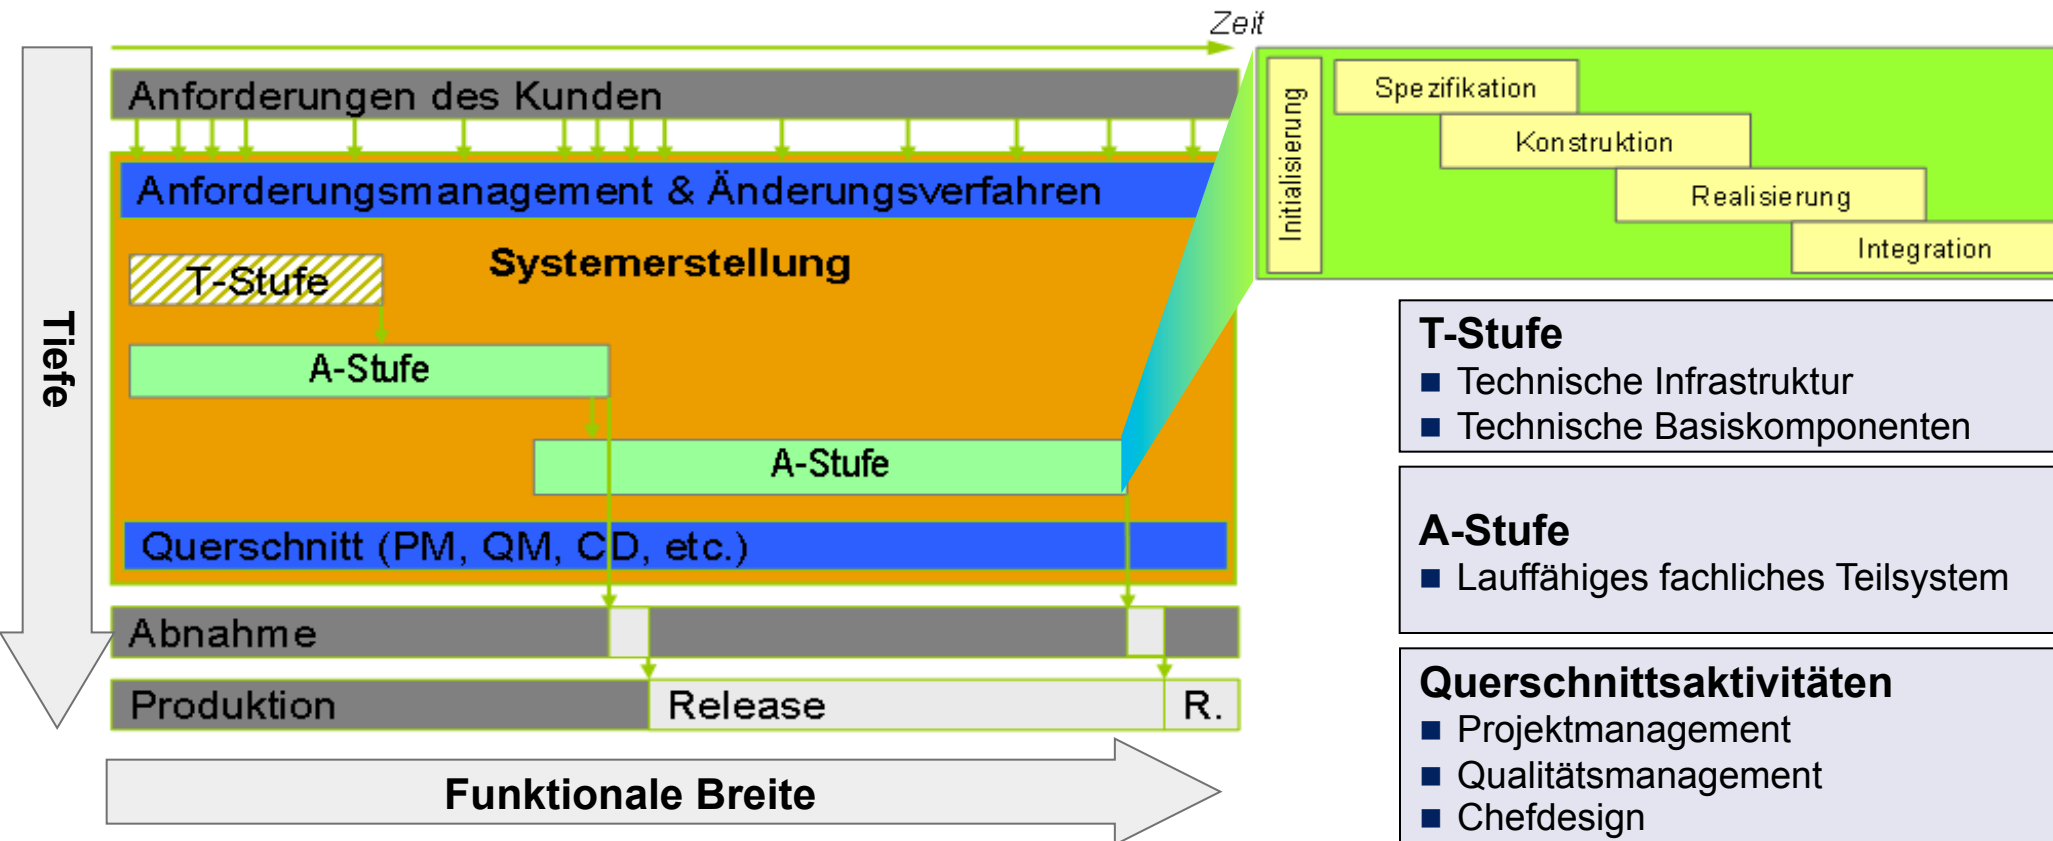 Zeit
Tiefe
Anforderungen des Kunden
Anforderungsmanagement & Änderungsverfahren
Systemerstellung
T-Stufe
A-Stufe
A-Stufe
Querschnitt (PM, QM, CD, etc.)
Abnahme
Produktion
Release
R.
Funktionale Breite
Initialisierung
Spezifikation
Konstruktion
Realisierung
Integration
T-Stufe
Technische Infrastruktur
Technische Basiskomponenten
A-Stufe
Lauffähiges fachliches Teilsystem
Querschnittsaktivitäten
Projektmanagement
Qualitätsmanagement
Chefdesign